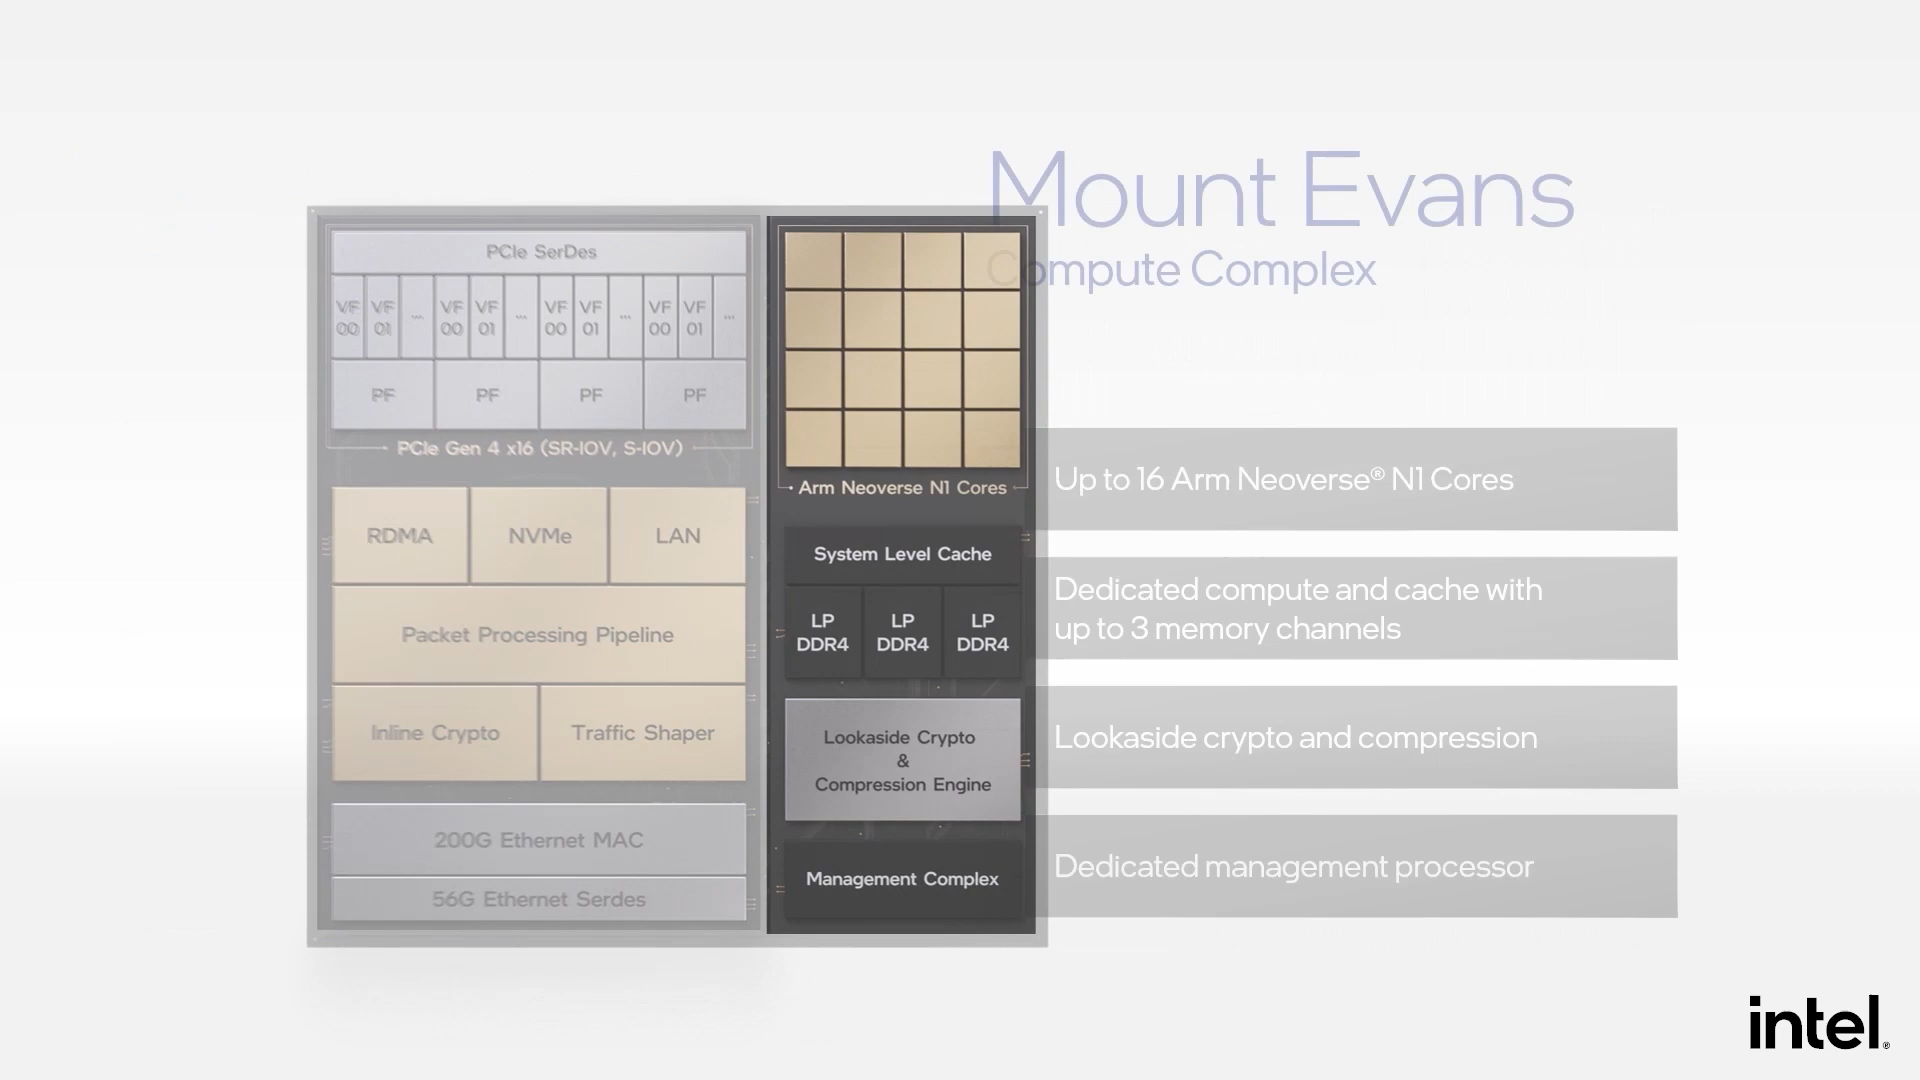 Mount Evans
Compute Complex
PCIe SerDes
VF 00
VF 01
...
VF 00
VF 01
...
VF 00
VF 01
...
VF 00
VF 01
...
PF
PF
PF
PF
PCIe Gen 4 x16 (SR-IOV, S-IOV)
RDMA
NVMe
LAN
Packet Processing Pipeline
Inline Crypto
Traffic Shaper
200G Ethernet MAC
56G Ethernet Serdes
Arm Neoverse N1 Cores
System Level Cache
LP
DDR4
LP
DDR4
LP
DDR4
Lookaside Crypto
&
Compression Engine
Management Complex
Up to 16 Arm Neoverse® N1 Cores
Dedicated compute and cache with
up to 3 memory channels
Lookaside crypto and compression
Dedicated management processor
intel®